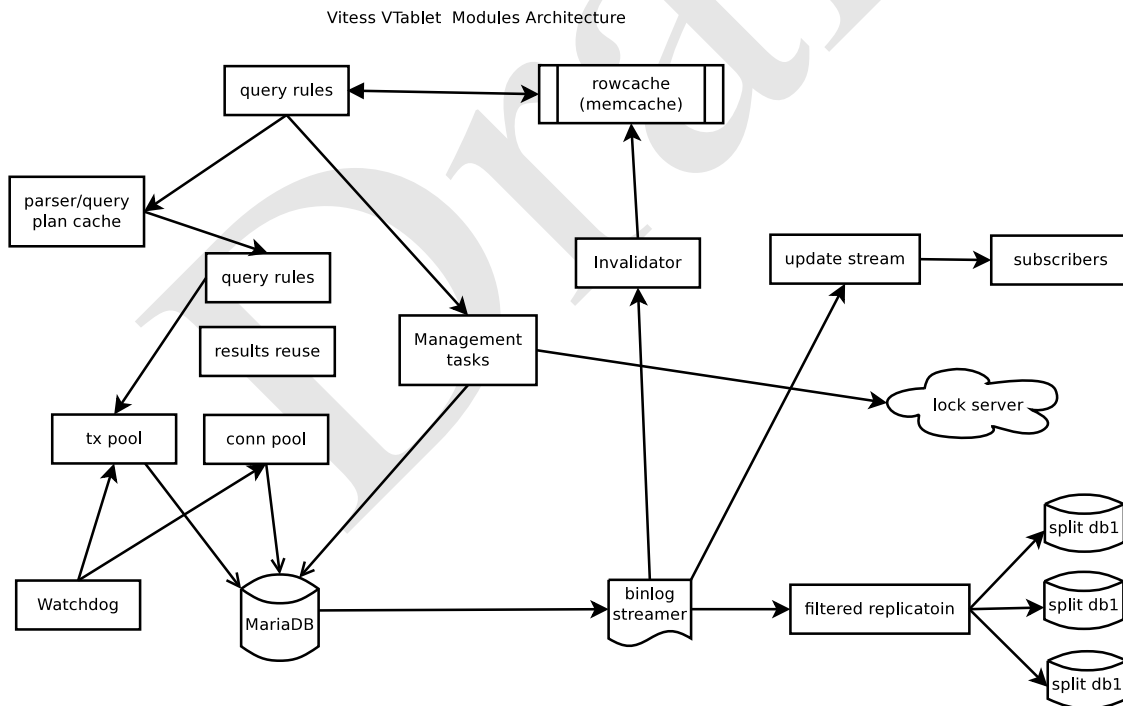 Vitess VTablet  Modules Architecture
query rules
rowcache
(memcache)
parser/query
plan cache
query rules
Invalidator
update stream
subscribers
results reuse
Management
tasks
lock server
tx pool
conn pool
split db1
Watchdog
MariaDB
binlog
streamer
filtered replicatoin
split db1
split db1
Draf